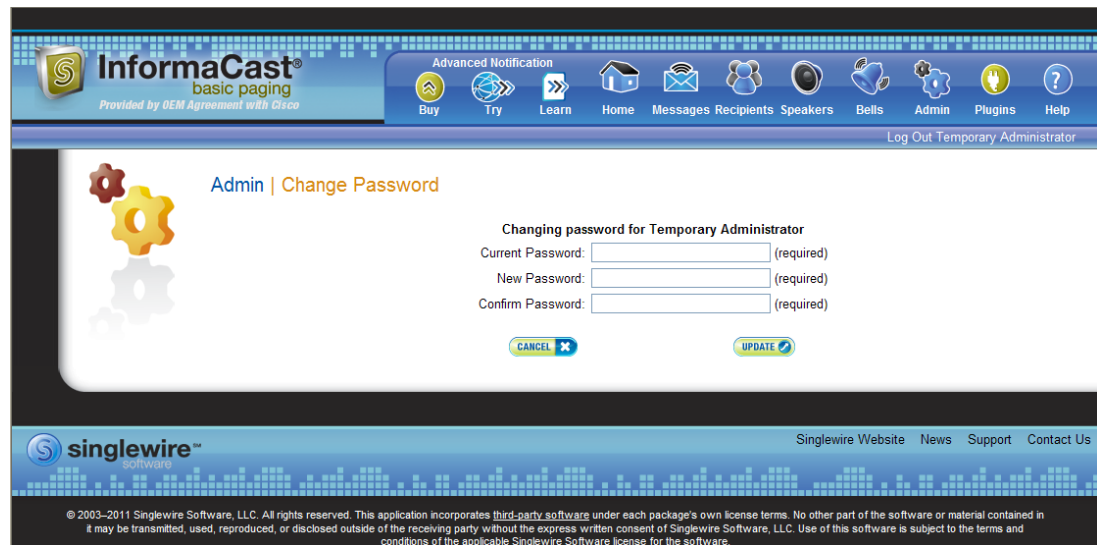 InformaCast®
basic paging
Provided by OEM Agreement with Cisco
Advanced Notification
Buy Try Learn Home Messages Recipients Speakers Bells Admin Plugins Help
Log Out Temporary Administrator
Admin | Change Password
Changing password for Temporary Administrator
Current Password: (required)
New Password: (required)
Confirm Password: (required)
CANCEL UPDATE
singlewire℠
software
Singlewire Website News Support Contact Us
© 2003–2011 Singlewire Software, LLC. All rights reserved. This application incorporates third-party software under each package's own license terms. No other part of the software or material contained in
it may be transmitted, used, reproduced, or disclosed outside of the receiving party without the express written consent of Singlewire Software, LLC. Use of this software is subject to the terms and
conditions of the applicable Singlewire Software license for the software.